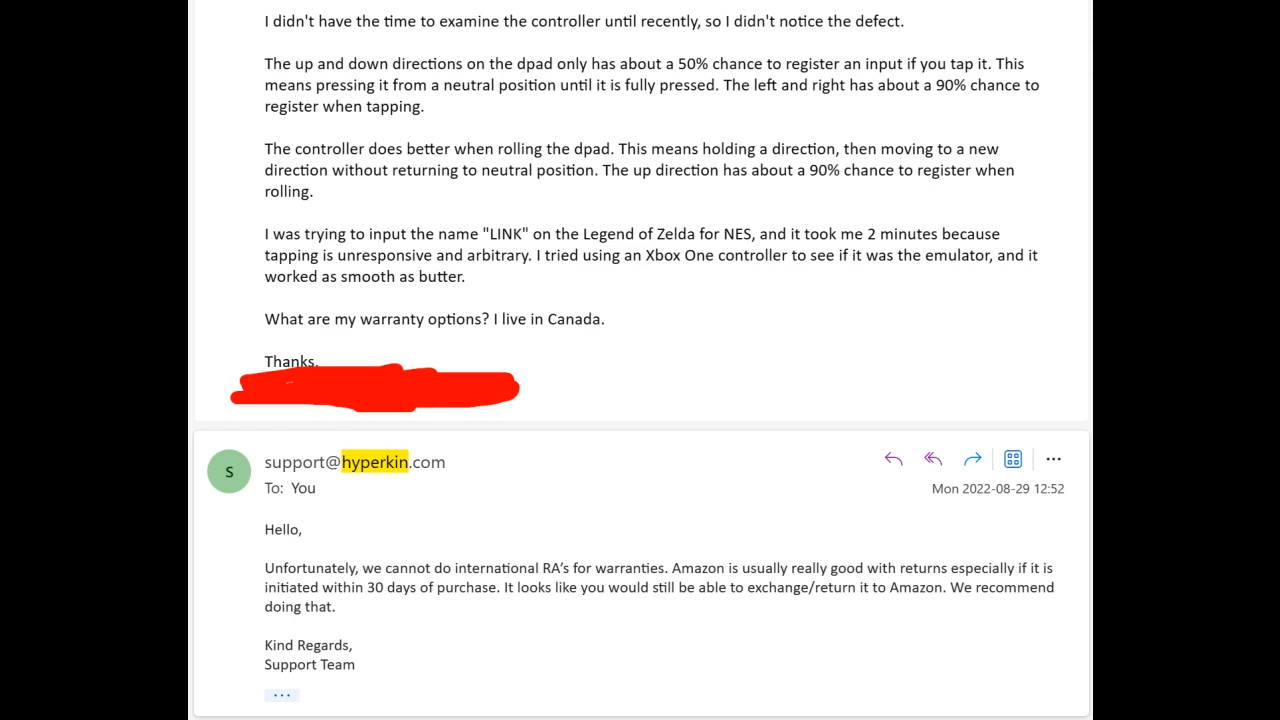 I didn't have the time to examine the controller until recently, so I didn't notice the defect.
The up and down directions on the dpad only has about a 50% chance to register an input if you tap it. This
means pressing it from a neutral position until it is fully pressed. The left and right has about a 90% chance to
register when tapping.
The controller does better when rolling the dpad. This means holding a direction, then moving to a new
direction without returning to neutral position. The up direction has about a 90% chance to register when
rolling.
I was trying to input the name "LINK" on the Legend of Zelda for NES, and it took me 2 minutes because
tapping is unresponsive and arbitrary. I tried using an Xbox One controller to see if it was the emulator, and it
worked as smooth as butter.
What are my warranty options? I live in Canada.
Thanks,
S
support@hyperkin.com
To: You
Mon 2022-08-29 12:52
Hello,
Unfortunately, we cannot do international RA’s for warranties. Amazon is usually really good with returns especially if it is
initiated within 30 days of purchase. It looks like you would still be able to exchange/return it to Amazon. We recommend
doing that.
Kind Regards,
Support Team